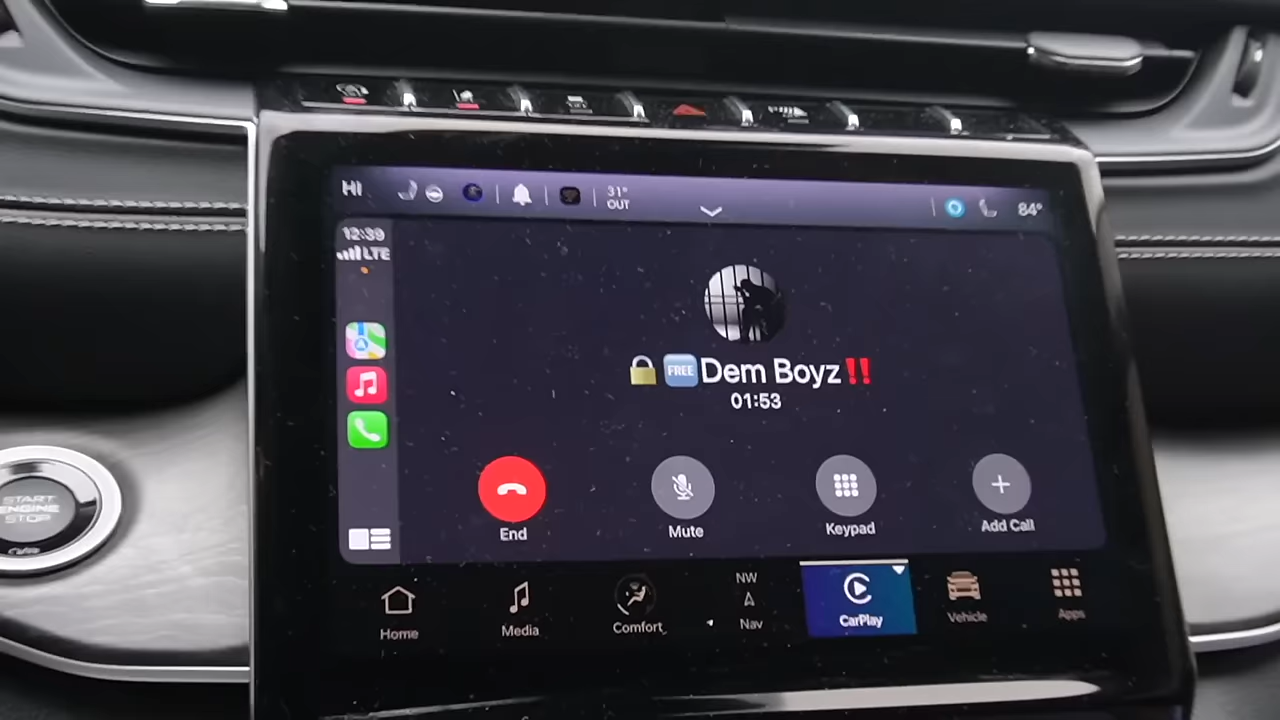 HI
31°
OUT
84°
12:39
LTE
🔒🆓Dem Boyz‼️
01:53
End
Mute
Keypad
Add Call
START
ENGINE
STOP
Home
Media
Comfort
NW
Nav
CarPlay
Vehicle
Apps